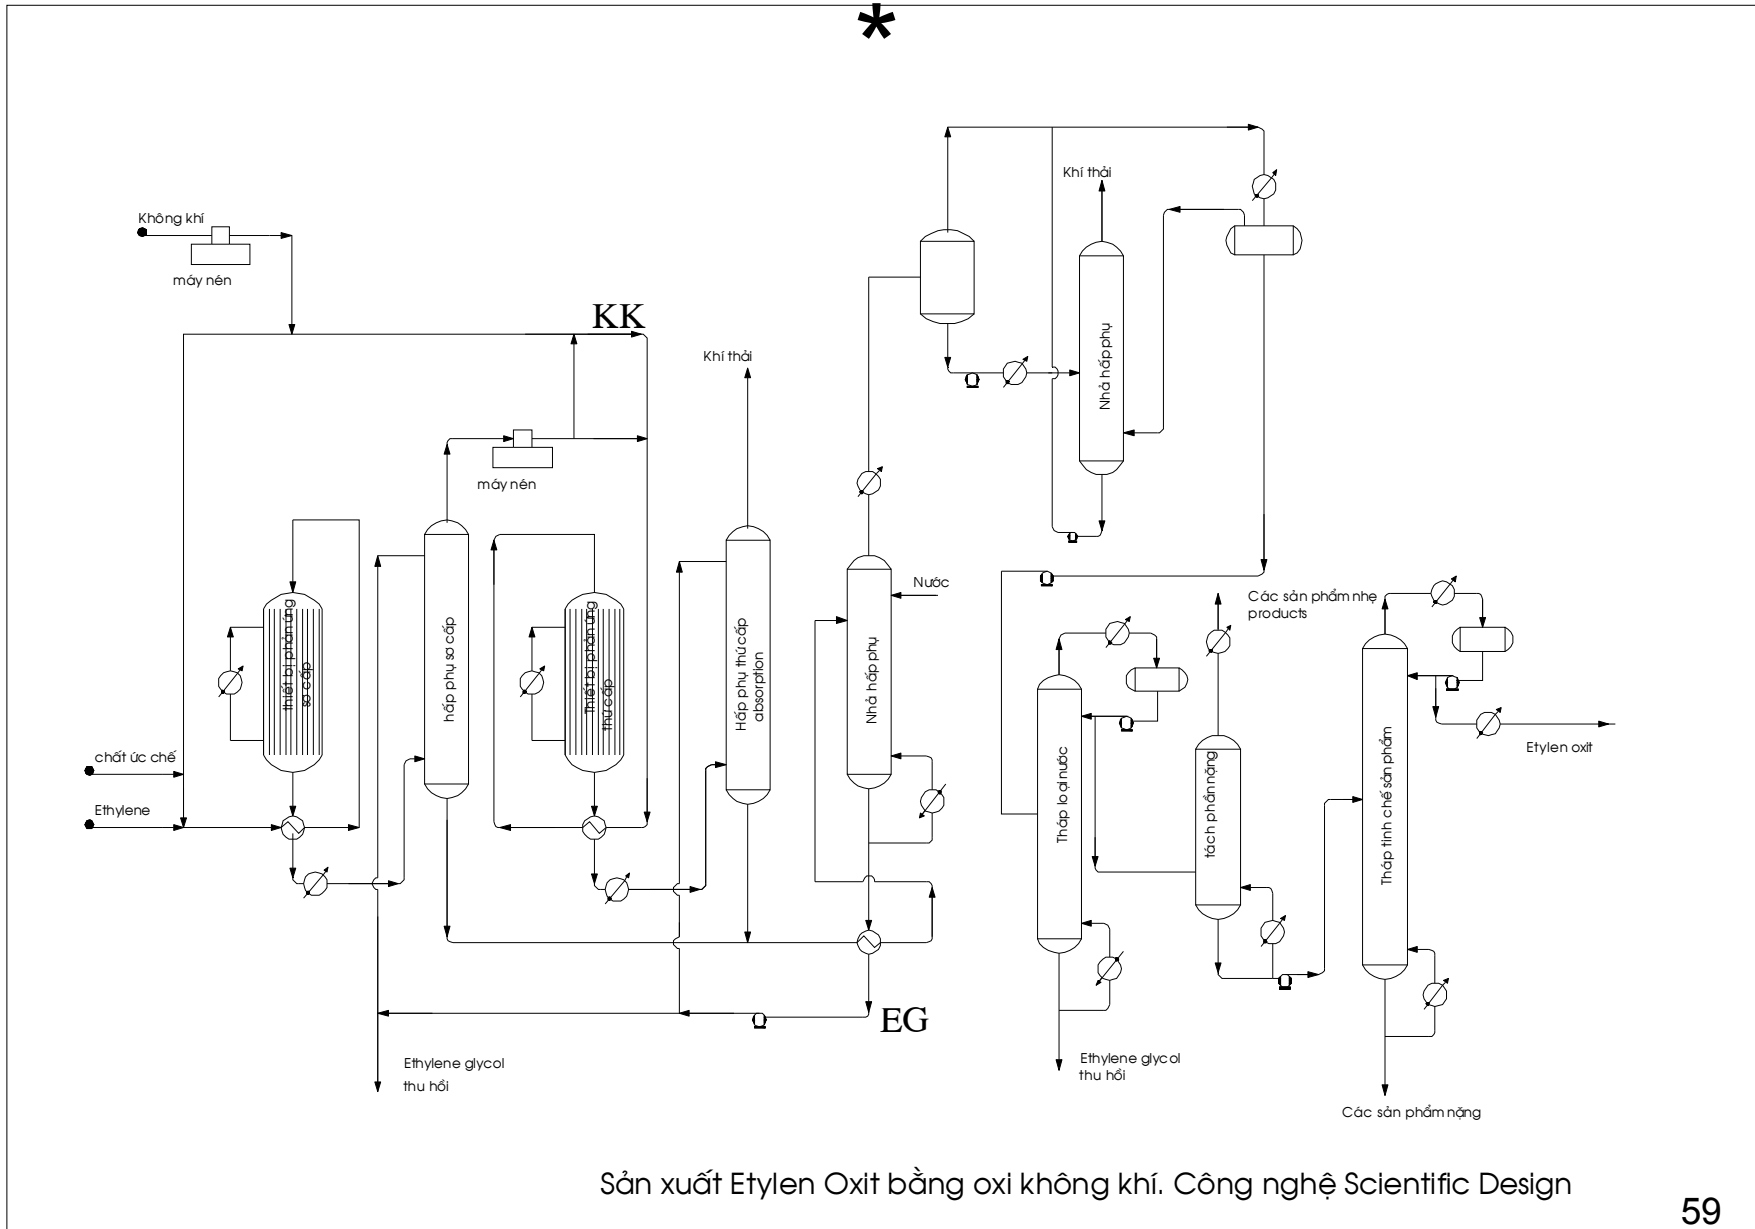 *
Khí thải
Không khí
máy nén
KK
Khí thải
Nhả hấp phụ
máy nén
Nước
Các sản phẩm nhẹ
products
thiết bị phản ứng
sơ cấp
hấp phụ sơ cấp
Thiết bị phản ứng
thứ cấp
Hấp phụ thứ cấp
absorption
Nhả hấp phụ
Tháp loại nước
tách phần nặng
Tháp tinh chế sản phẩm
Etylen oxit
chất ức chế
Ethylene
EG
Ethylene glycol
thu hồi
Ethylene glycol
thu hồi
Các sản phẩm nặng
Sản xuất Etylen Oxit bằng oxi không khí. Công nghệ Scientific Design
59